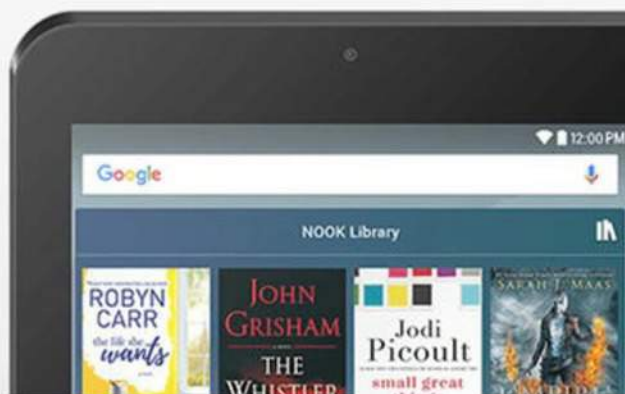 12:00 PM
Google
NOOK Library
ROBYN
CARR
the life she
wants
JOHN
GRISHAM
THE
WHISTLER
Jodi
Picoult
small great
SARAH J. MAAS